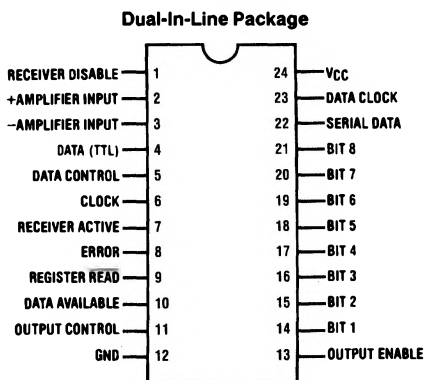 Dual-In-Line Package
RECEIVER DISABLE 1 24 VCC
+AMPLIFIER INPUT 2 23 DATA CLOCK
−AMPLIFIER INPUT 3 22 SERIAL DATA
DATA (TTL) 4 21 BIT 8
DATA CONTROL 5 20 BIT 7
CLOCK 6 19 BIT 6
RECEIVER ACTIVE 7 18 BIT 5
ERROR 8 17 BIT 4
REGISTER READ 9 16 BIT 3
DATA AVAILABLE 10 15 BIT 2
OUTPUT CONTROL 11 14 BIT 1
GND 12 13 OUTPUT ENABLE